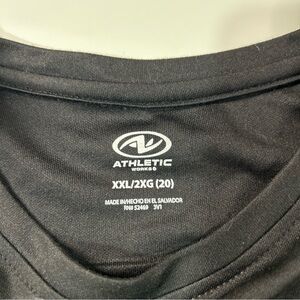 ATHLETIC
WORKS®
XXL/2XG (20)
MADE IN/HECHO EN EL SALVADOR
RN# 52469 3V1